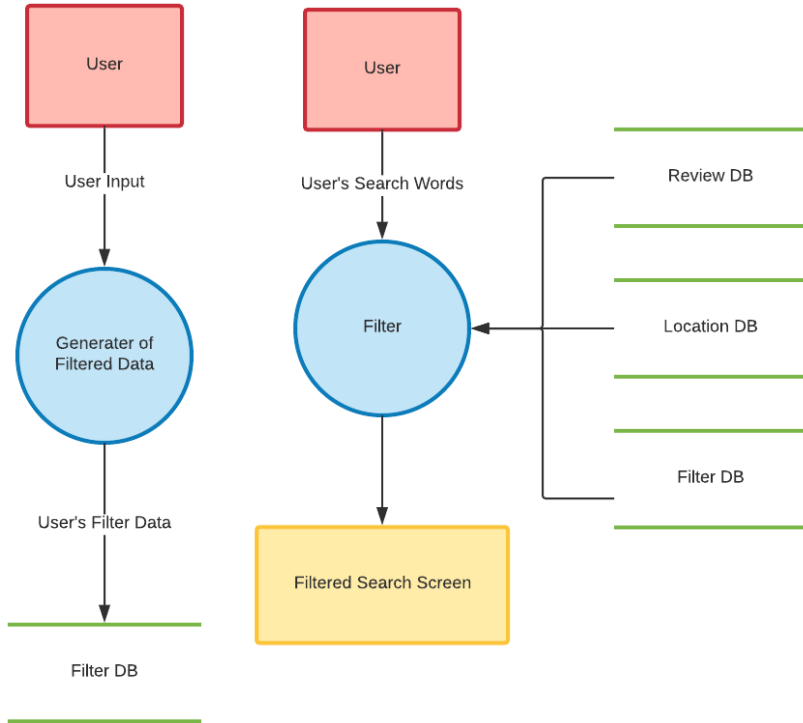 User
User Input
Generater of
Filtered Data
User's Filter Data
Filter DB
User
User's Search Words
Filter
Filtered Search Screen
Review DB
Location DB
Filter DB